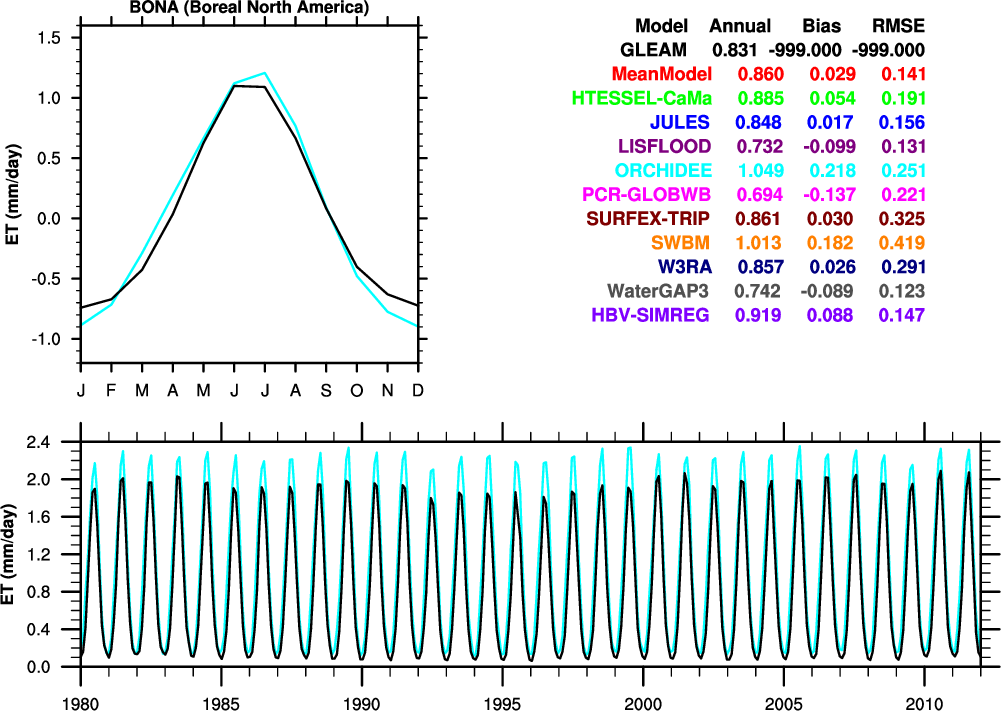 BONA (Boreal North America)
Model Annual Bias RMSE
GLEAM 0.831 -999.000 -999.000
MeanModel 0.860 0.029 0.141
HTESSEL-CaMa 0.885 0.054 0.191
JULES 0.848 0.017 0.156
LISFLOOD 0.732 -0.099 0.131
ORCHIDEE 1.049 0.218 0.251
PCR-GLOBWB 0.694 -0.137 0.221
SURFEX-TRIP 0.861 0.030 0.325
SWBM 1.013 0.182 0.419
W3RA 0.857 0.026 0.291
WaterGAP3 0.742 -0.089 0.123
HBV-SIMREG 0.919 0.088 0.147
ET (mm/day)
1.5
1.0
0.5
0.0
-0.5
-1.0
J F M A M J J A S O N D
ET (mm/day)
2.4
2.0
1.6
1.2
0.8
0.4
0.0
1980 1985 1990 1995 2000 2005 2010